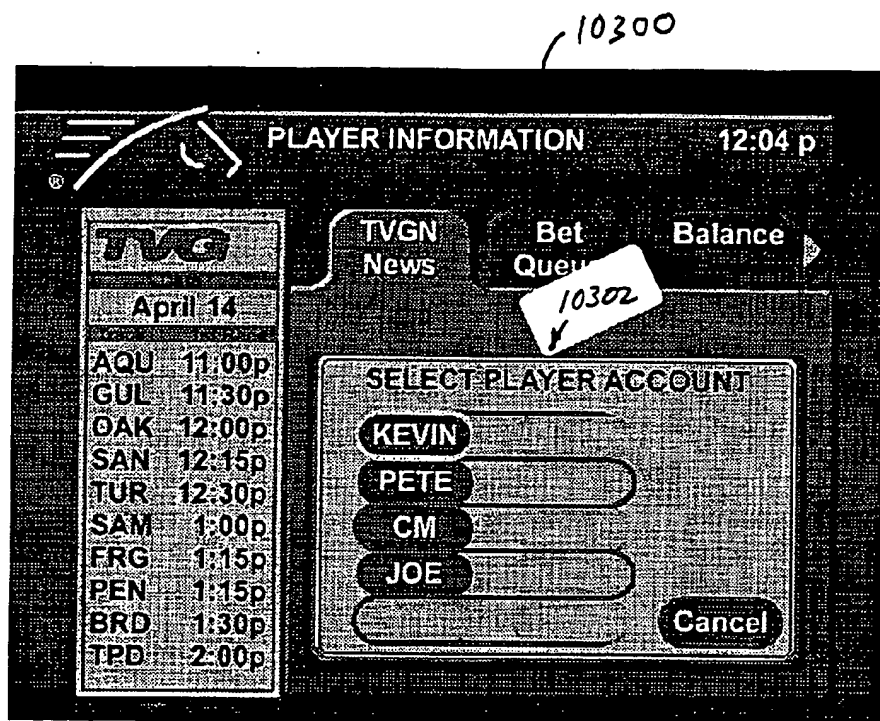 10300
PLAYER INFORMATION 12:04 p
®
TVG
April 14
AQU 11:00p
GUL 11:30p
OAK 12:00p
SAN 12:15p
TUR 12:30p
SAM 1:00p
FRG 1:15p
PEN 1:15p
BRD 1:30p
TPD 2:00p
TVGN
News
Bet
Queue
Balance
10302
SELECT PLAYER ACCOUNT
KEVIN
PETE
CM
JOE
Cancel